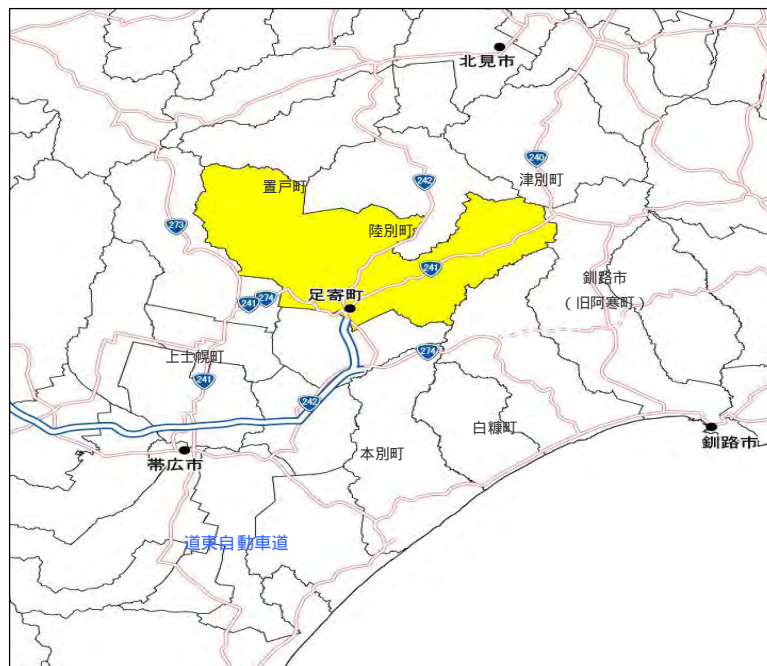 北見市
240
津別町
242
置戸町
273
陸別町
241
釧路市
（旧阿寒町）
274
241
足寄町
274
上士幌町
241
242
白糠町
釧路市
本別町
帯広市
道東自動車道